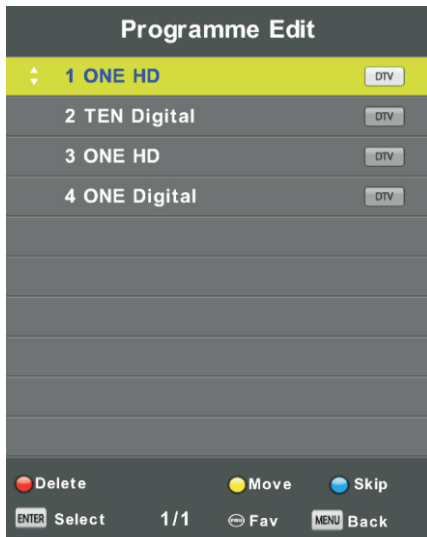 Programme Edit
1 ONE HD DTV
2 TEN Digital DTV
3 ONE HD DTV
4 ONE Digital DTV
Delete Move Skip
ENTER Select 1/1 FAV Fav MENU Back